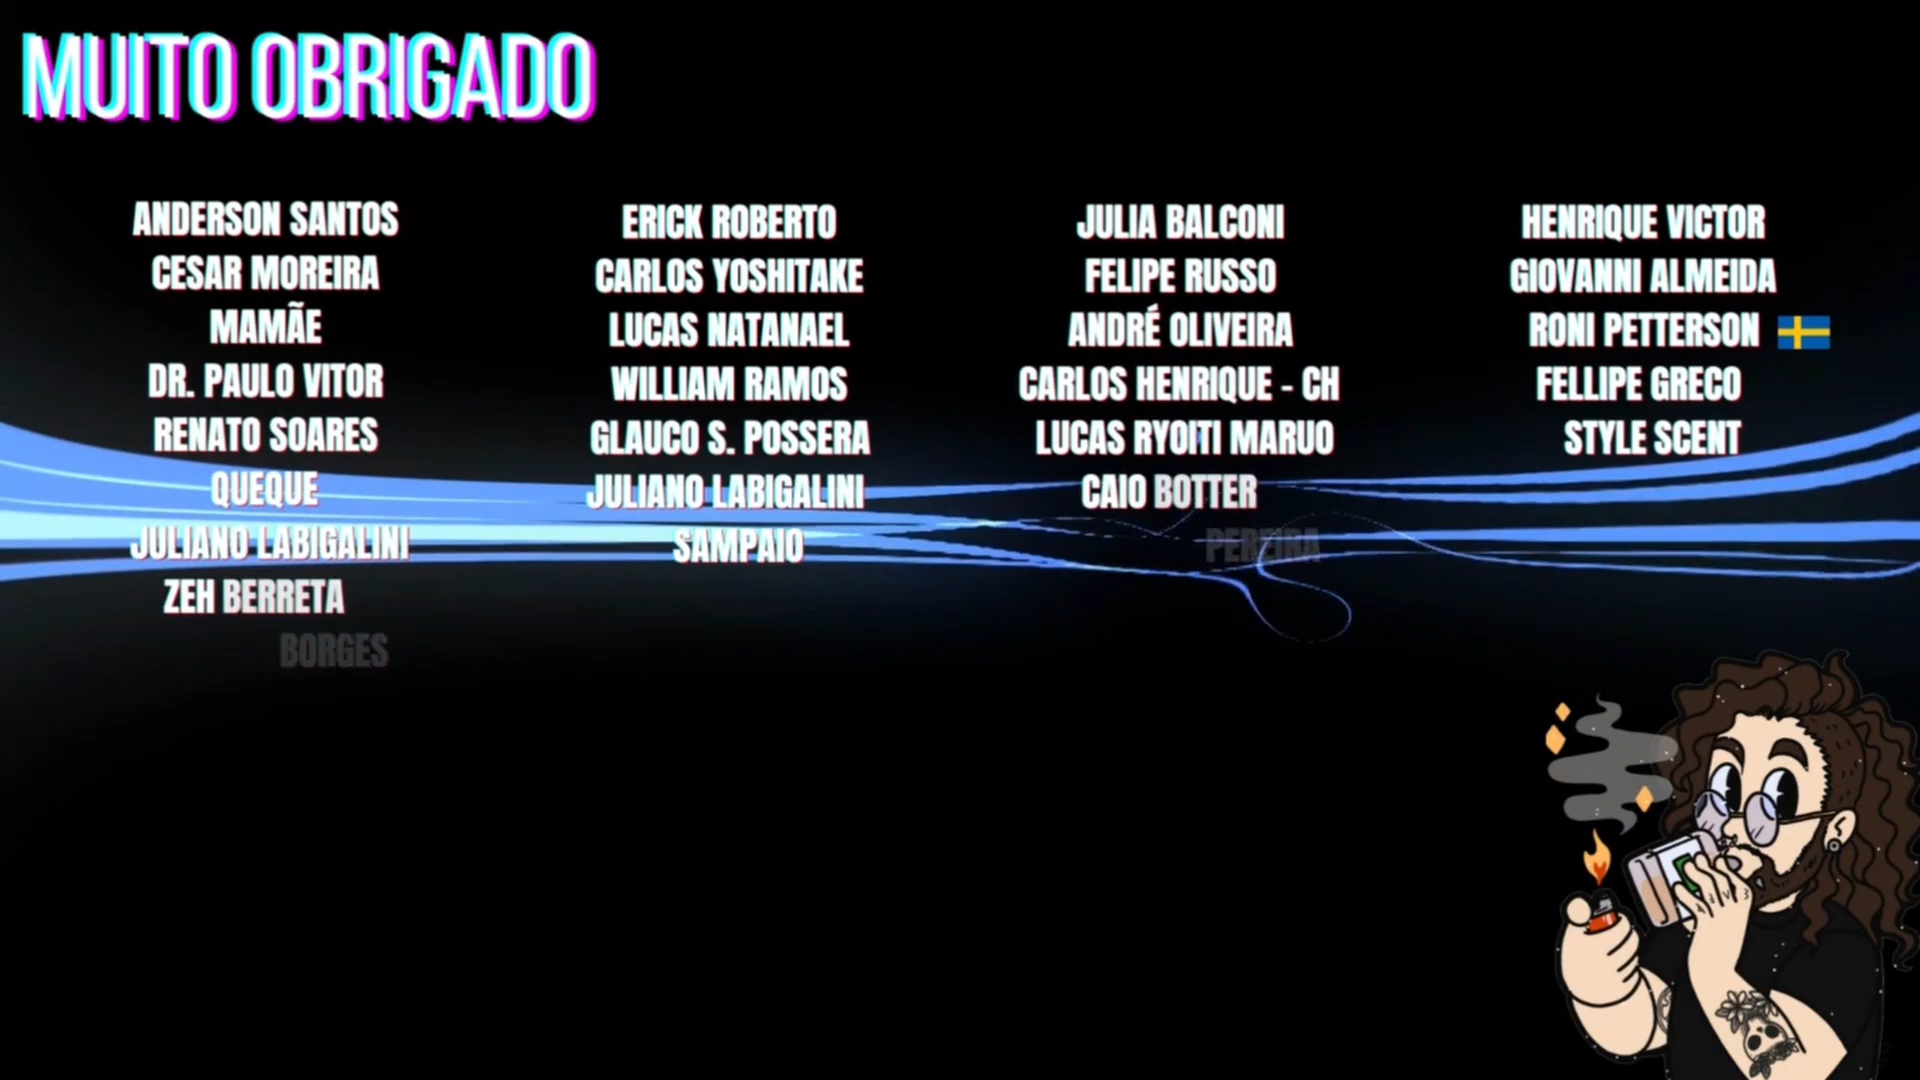 MUITO OBRIGADO
ANDERSON SANTOS
CESAR MOREIRA
MAMÃE
DR. PAULO VITOR
RENATO SOARES
QUEQUE
JULIANO LABIGALINI
ZEH BERRETA
BORGES
ERICK ROBERTO
CARLOS YOSHITAKE
LUCAS NATANAEL
WILLIAM RAMOS
GLAUCO S. POSSERA
JULIANO LABIGALINI
SAMPAIO
JULIA BALCONI
FELIPE RUSSO
ANDRÉ OLIVEIRA
CARLOS HENRIQUE - CH
LUCAS RYOITI MARUO
CAIO BOTTER
PEREIRA
HENRIQUE VICTOR
GIOVANNI ALMEIDA
RONI PETTERSON
FELLIPE GRECO
STYLE SCENT